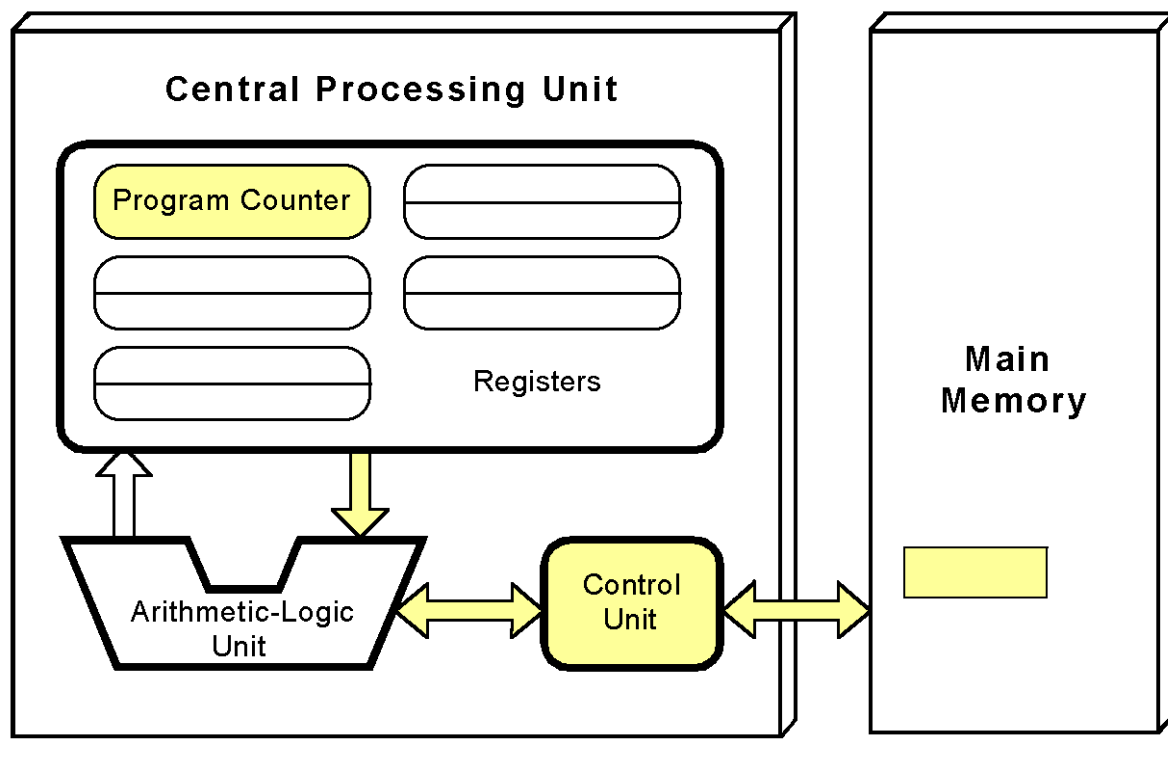 Central Processing Unit
Program Counter
Registers
Main
Memory
Arithmetic-Logic
Unit
Control
Unit